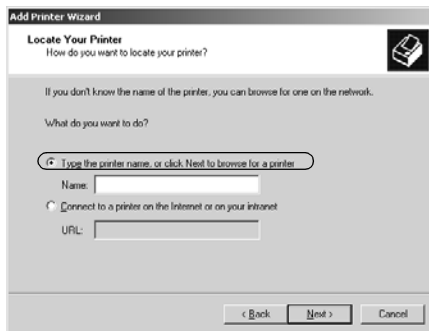 Add Printer Wizard
Locate Your Printer
How do you want to locate your printer?
If you don't know the name of the printer, you can browse for one on the network.
What do you want to do?
Type the printer name, or click Next to browse for a printer
Name:
Connect to a printer on the Internet or on your intranet
URL:
< Back
Next >
Cancel